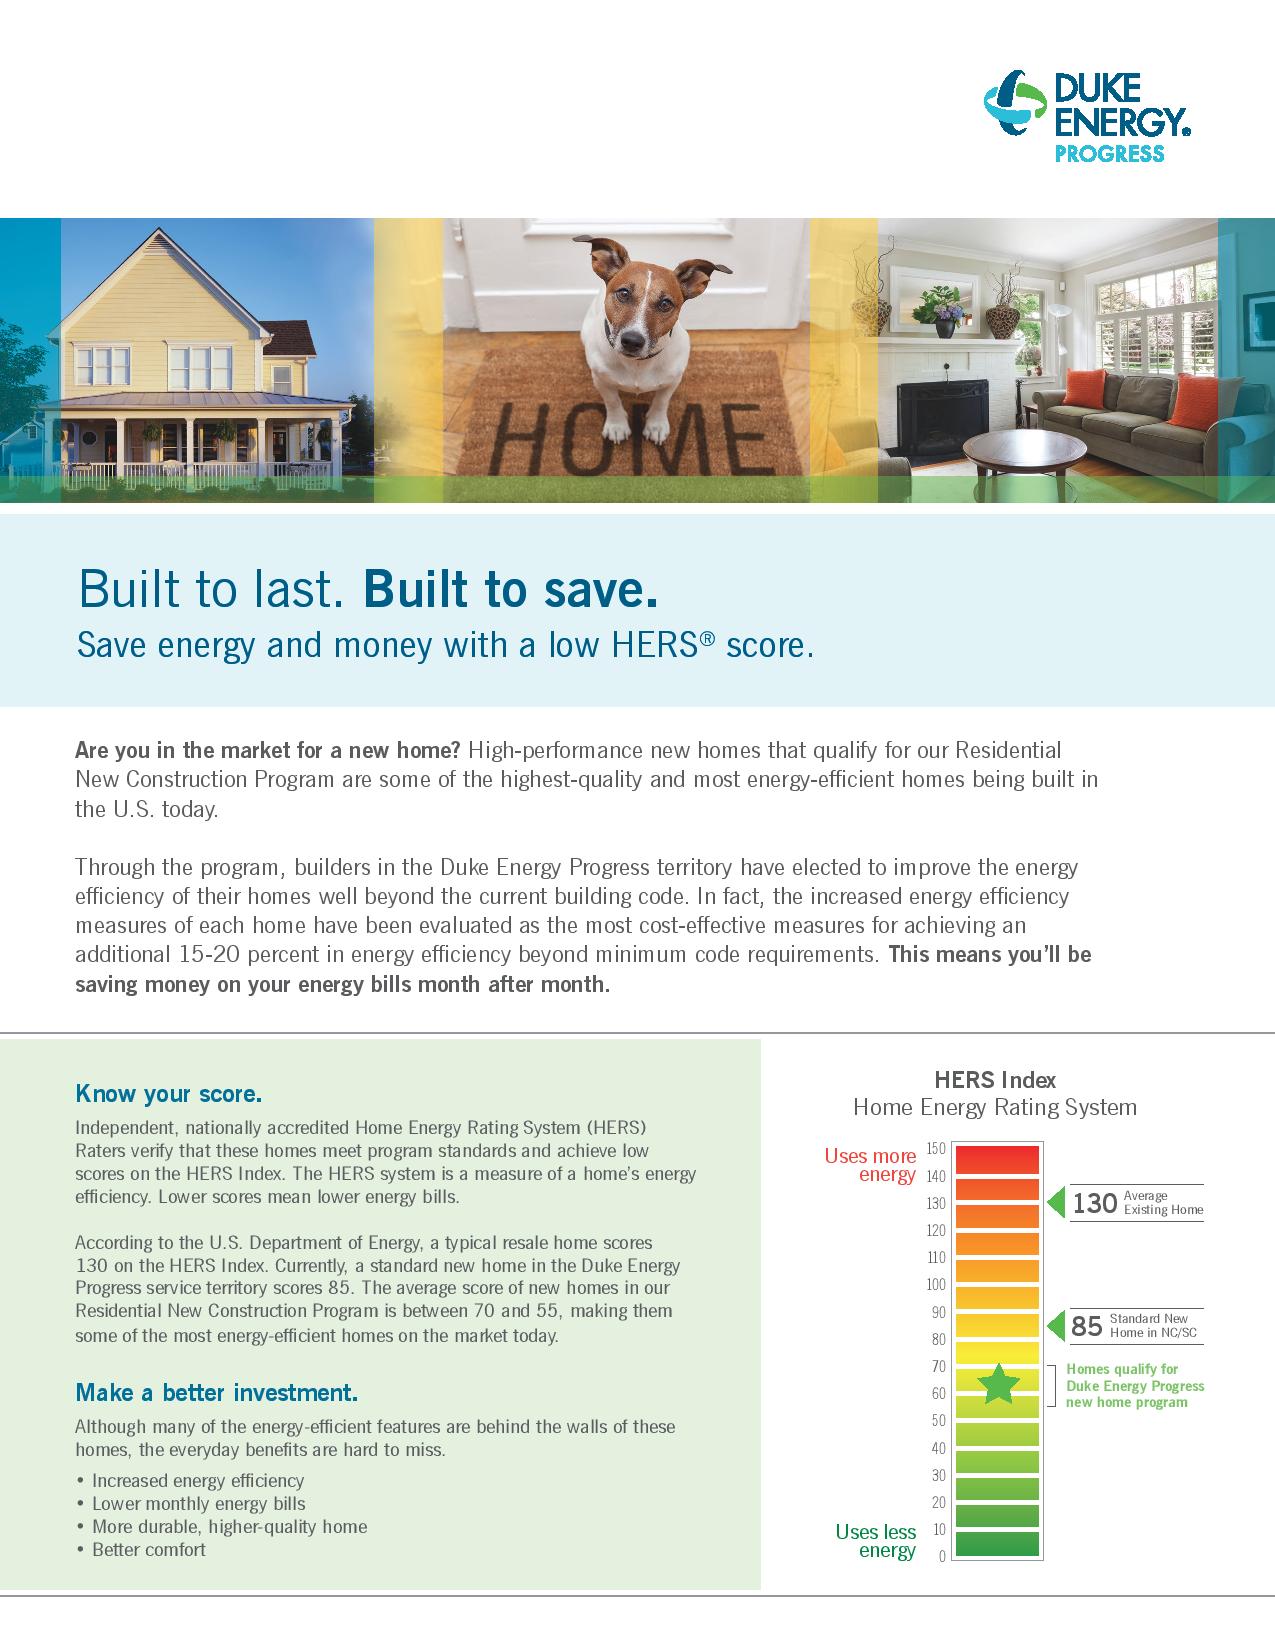 DUKE
ENERGY®
PROGRESS
HOME
Built to last. Built to save.
Save energy and money with a low HERS® score.
Are you in the market for a new home? High-performance new homes that qualify for our Residential
New Construction Program are some of the highest-quality and most energy-efficient homes being built in
the U.S. today.
Through the program, builders in the Duke Energy Progress territory have elected to improve the energy
efficiency of their homes well beyond the current building code. In fact, the increased energy efficiency
measures of each home have been evaluated as the most cost-effective measures for achieving an
additional 15-20 percent in energy efficiency beyond minimum code requirements. This means you'll be
saving money on your energy bills month after month.
Know your score.
Independent, nationally accredited Home Energy Rating System (HERS)
Raters verify that these homes meet program standards and achieve low
scores on the HERS Index. The HERS system is a measure of a home's energy
efficiency. Lower scores mean lower energy bills.
According to the U.S. Department of Energy, a typical resale home scores
130 on the HERS Index. Currently, a standard new home in the Duke Energy
Progress service territory scores 85. The average score of new homes in our
Residential New Construction Program is between 70 and 55, making them
some of the most energy-efficient homes on the market today.
Make a better investment.
Although many of the energy-efficient features are behind the walls of these
homes, the everyday benefits are hard to miss.
• Increased energy efficiency
• Lower monthly energy bills
• More durable, higher-quality home
• Better comfort
HERS Index
Home Energy Rating System
Uses more
energy
150
140
130
120
110
100
90
80
70
60
50
40
30
20
10
0
Uses less
energy
130 Average
Existing Home
85 Standard New
Home in NC/SC
Homes qualify for
Duke Energy Progress
new home program